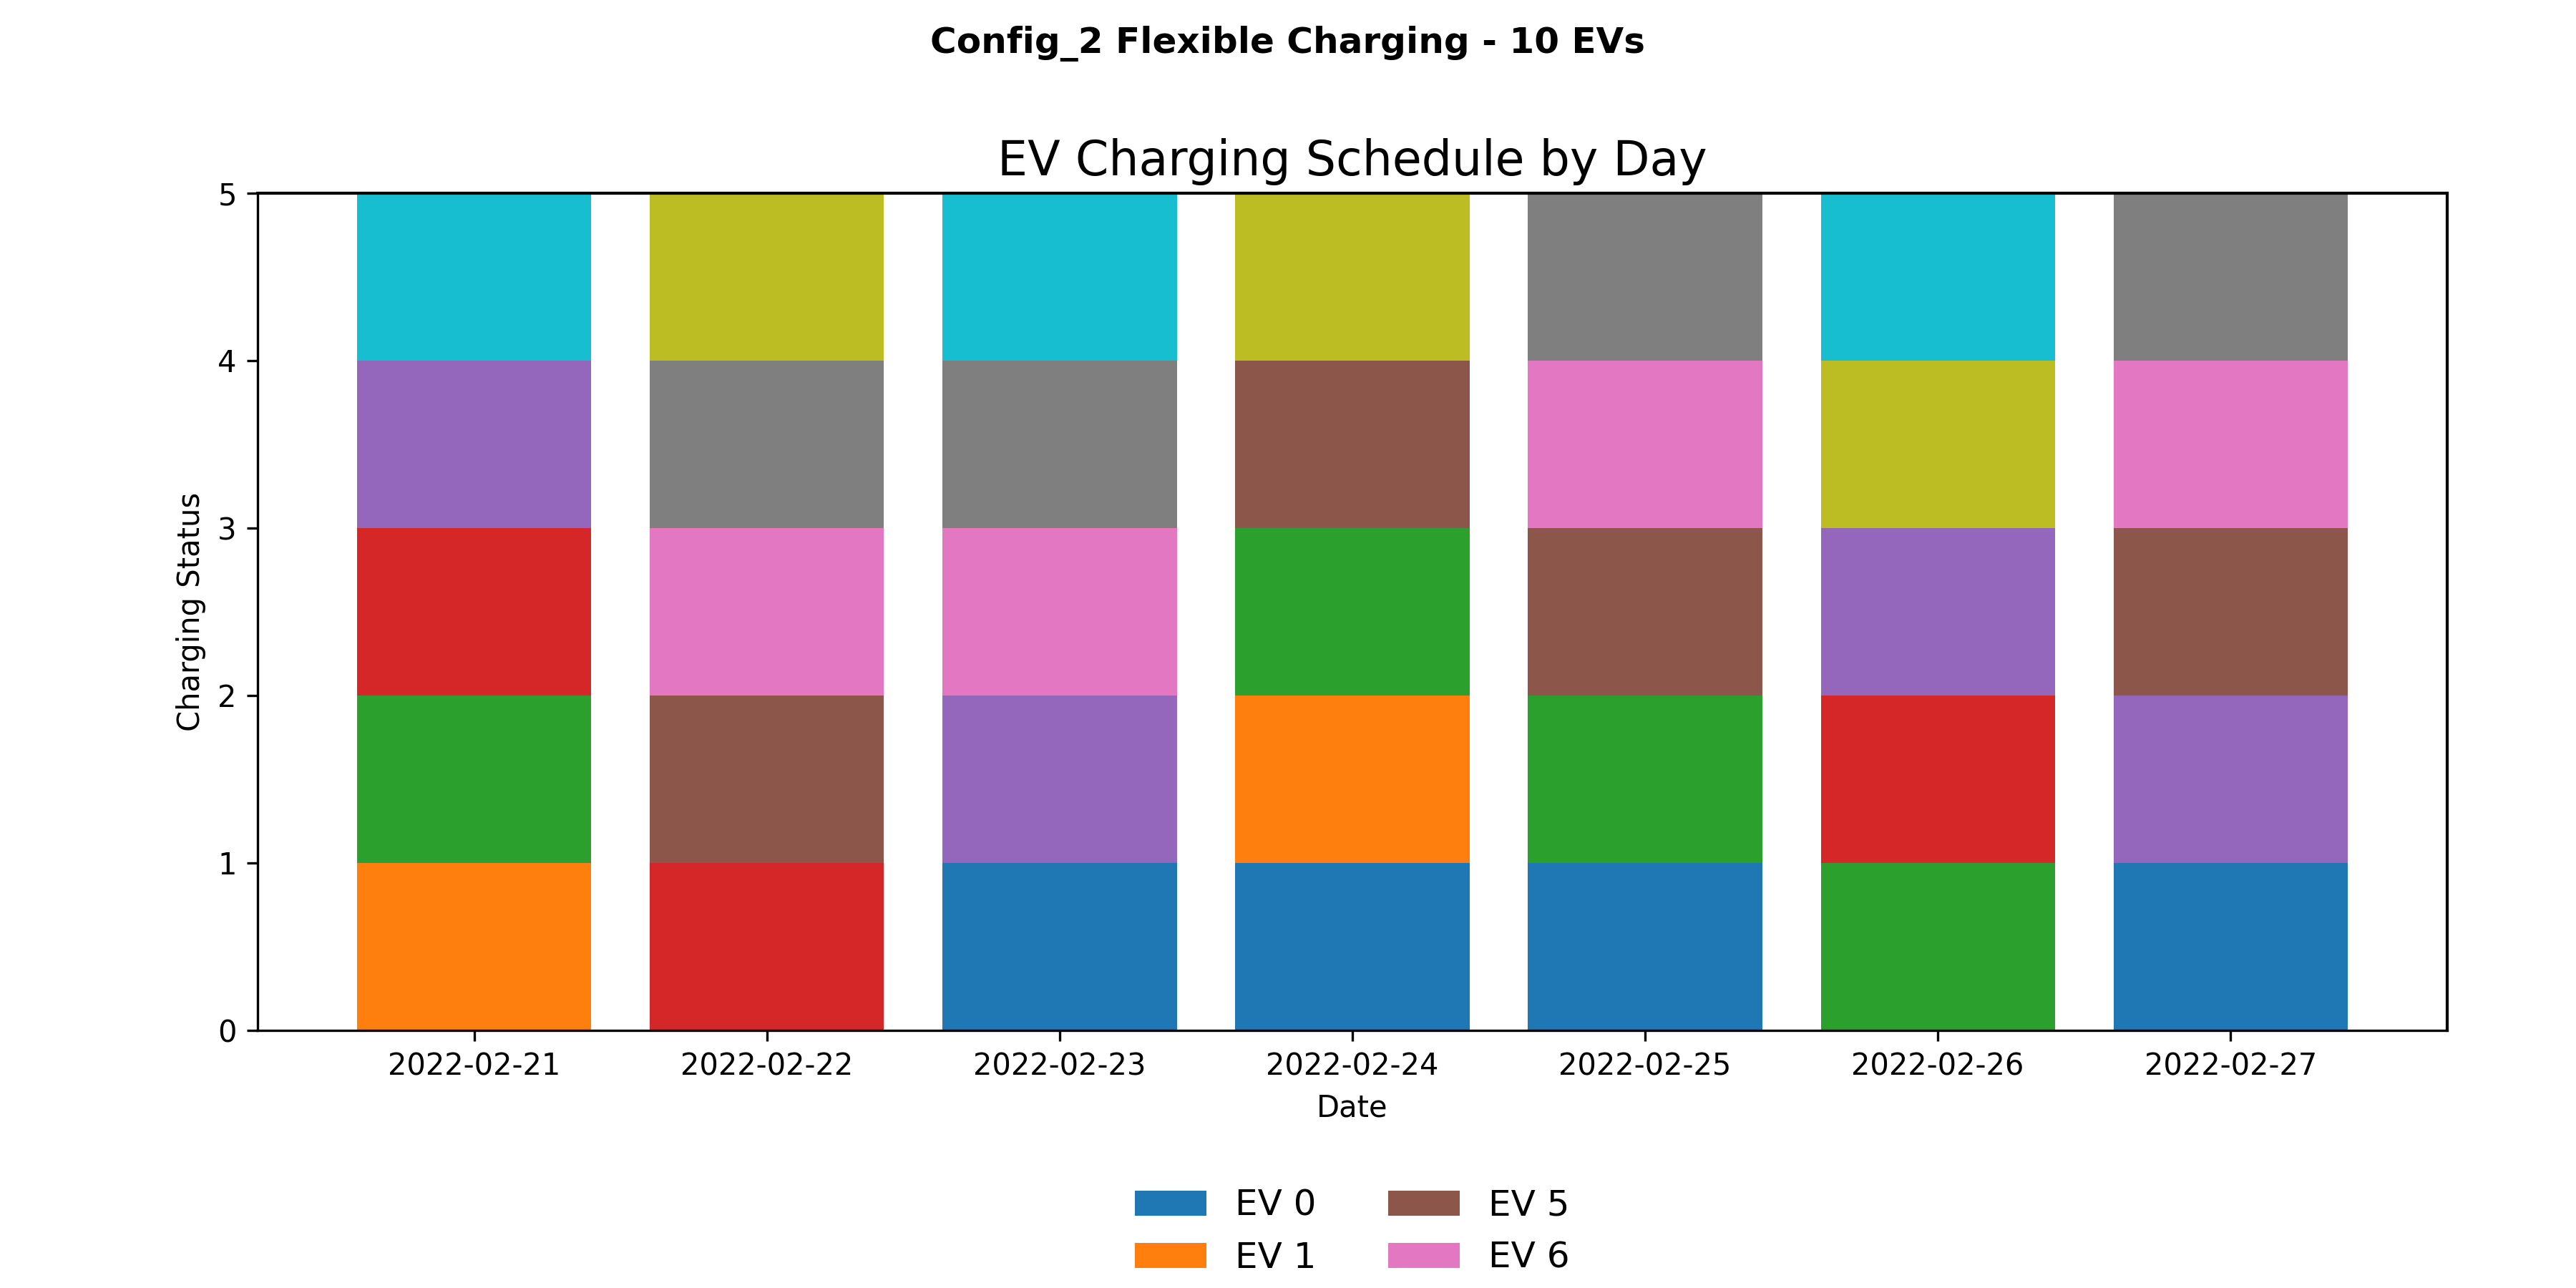 Config_2 Flexible Charging - 10 EVs
EV Charging Schedule by Day
5
4
3
2
1
0
Charging Status
2022-02-21 2022-02-22 2022-02-23 2022-02-24 2022-02-25 2022-02-26 2022-02-27
Date
EV 0 EV 5
EV 1 EV 6